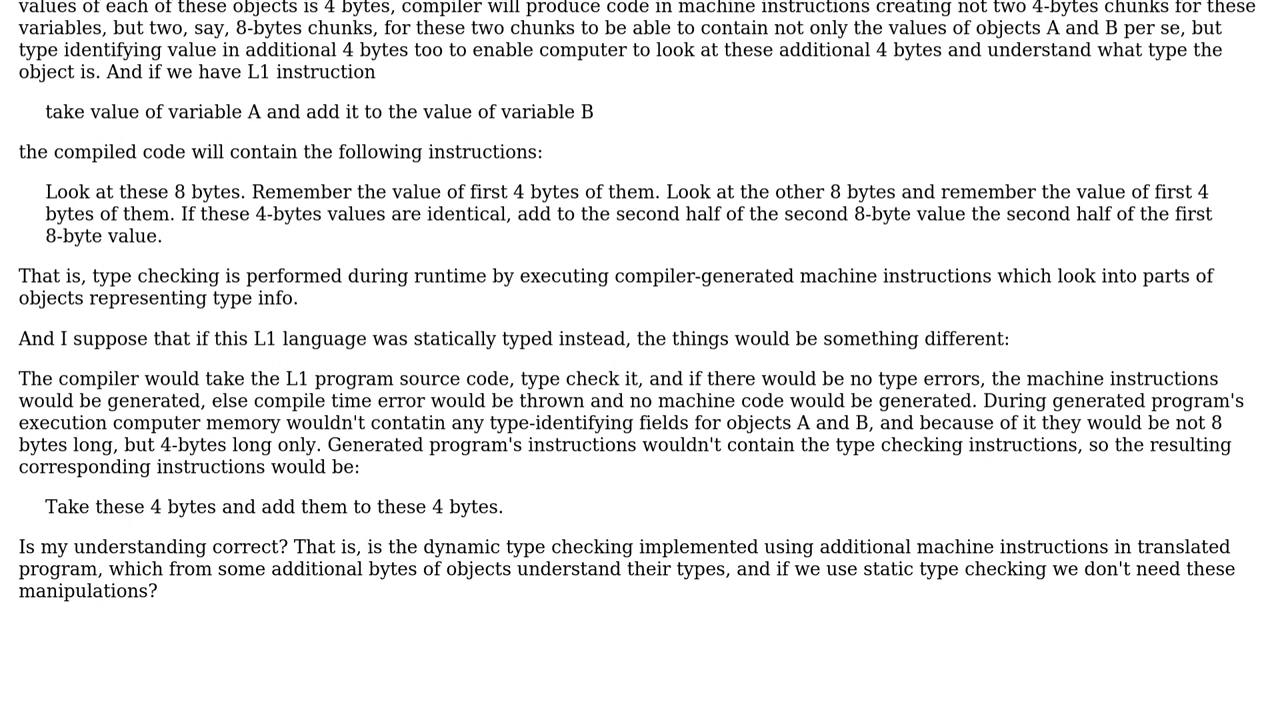 values of each of these objects is 4 bytes, compiler will produce code in machine instructions creating not two 4-bytes chunks for these
variables, but two, say, 8-bytes chunks, for these two chunks to be able to contain not only the values of objects A and B per se, but
type identifying value in additional 4 bytes too to enable computer to look at these additional 4 bytes and understand what type the
object is. And if we have L1 instruction
take value of variable A and add it to the value of variable B
the compiled code will contain the following instructions:
Look at these 8 bytes. Remember the value of first 4 bytes of them. Look at the other 8 bytes and remember the value of first 4
bytes of them. If these 4-bytes values are identical, add to the second half of the second 8-byte value the second half of the first
8-byte value.
That is, type checking is performed during runtime by executing compiler-generated machine instructions which look into parts of
objects representing type info.
And I suppose that if this L1 language was statically typed instead, the things would be something different:
The compiler would take the L1 program source code, type check it, and if there would be no type errors, the machine instructions
would be generated, else compile time error would be thrown and no machine code would be generated. During generated program's
execution computer memory wouldn't contatin any type-identifying fields for objects A and B, and because of it they would be not 8
bytes long, but 4-bytes long only. Generated program's instructions wouldn't contain the type checking instructions, so the resulting
corresponding instructions would be:
Take these 4 bytes and add them to these 4 bytes.
Is my understanding correct? That is, is the dynamic type checking implemented using additional machine instructions in translated
program, which from some additional bytes of objects understand their types, and if we use static type checking we don't need these
manipulations?